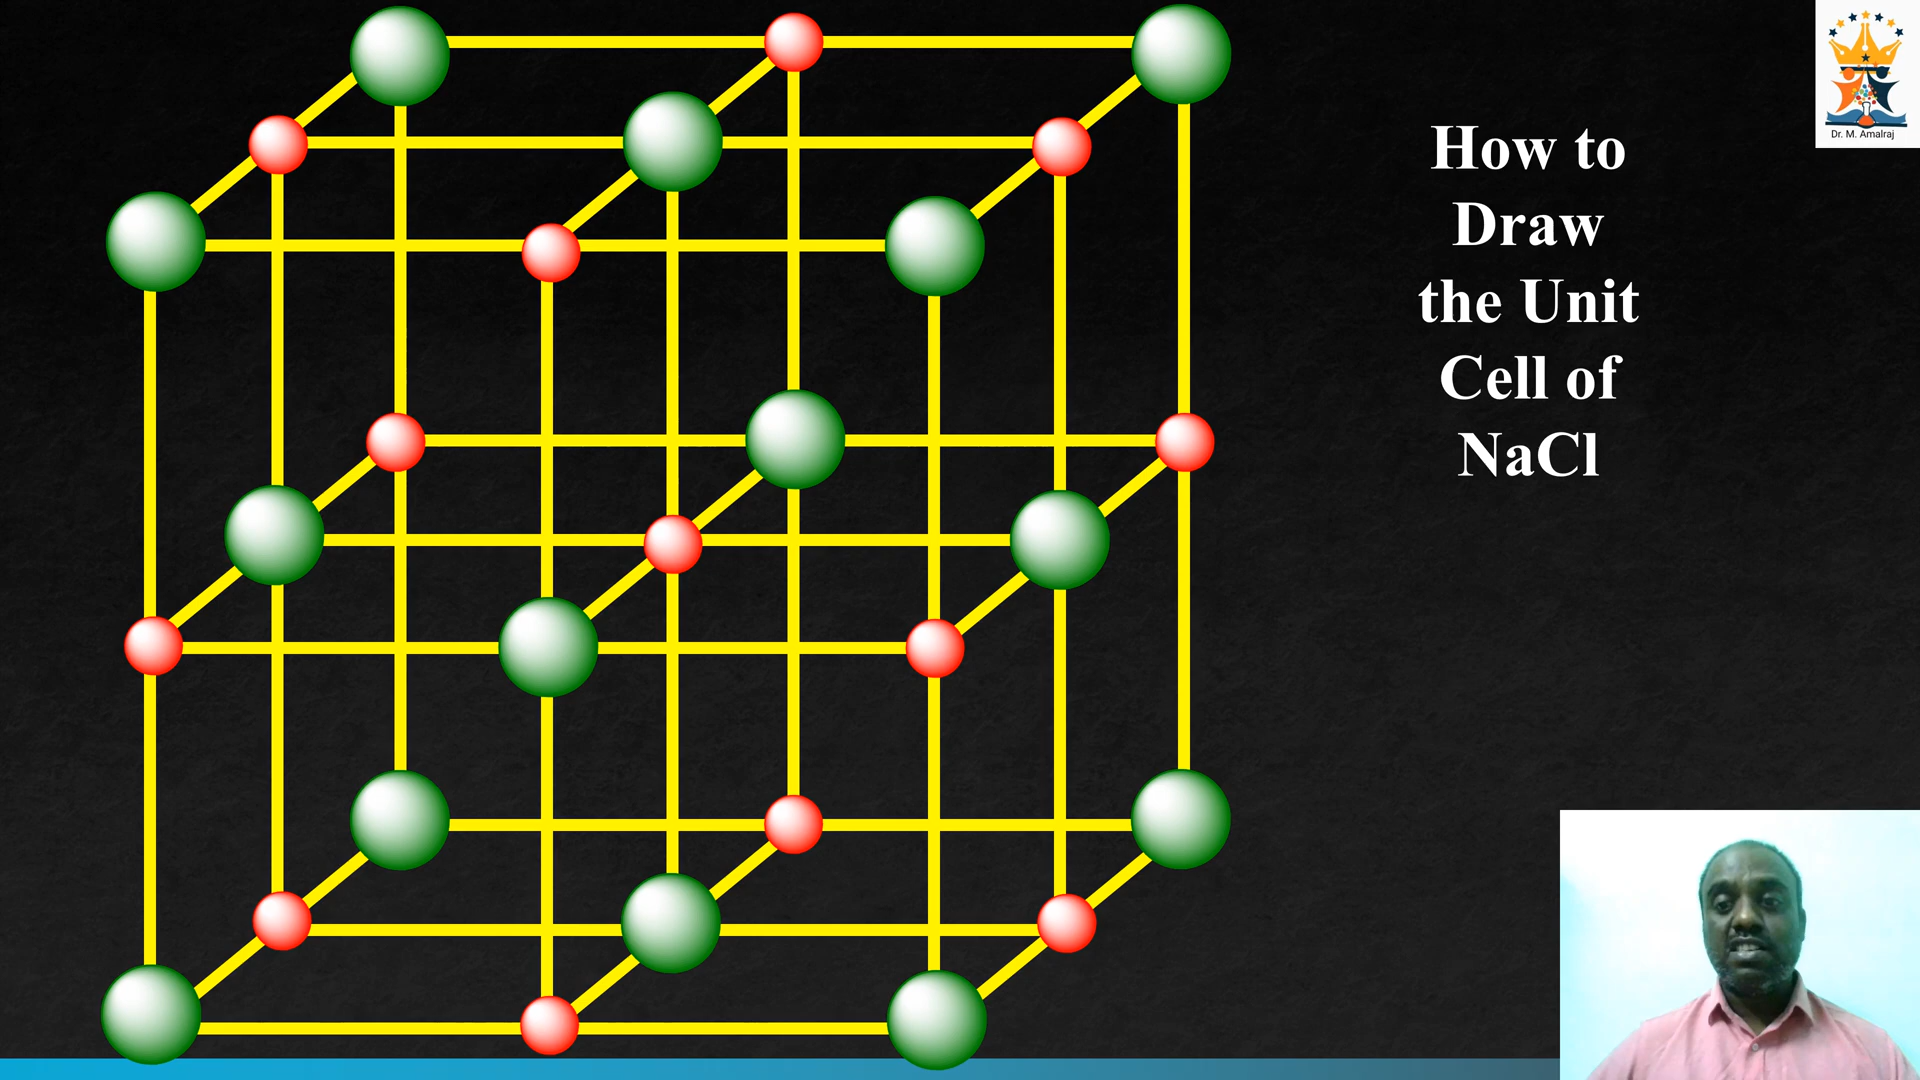 How to
Draw
the Unit
Cell of
NaCl
Dr. M. Amalraj